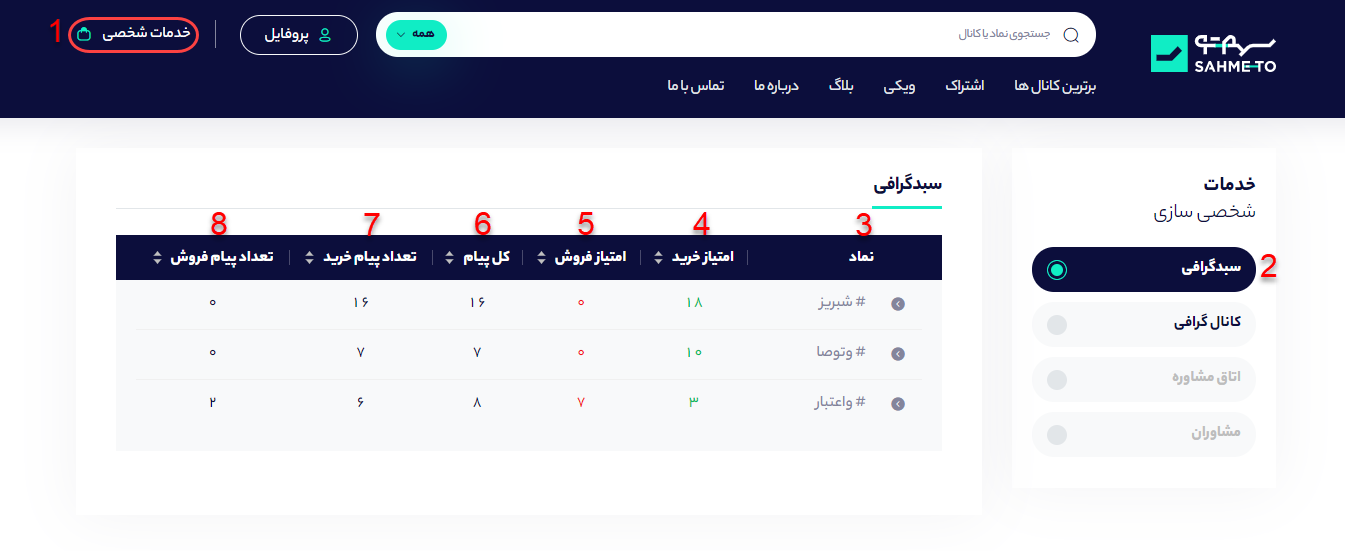 سهمتو
SAHMETO
جستجوی نماد یا کانال
همه
پروفایل
خدمات شخصی
1
برترین کانال ها
اشتراک
ویکی
بلاگ
درباره ما
تماس با ما
خدمات
شخصی سازی
سبدگرافی
2
کانال گرافی
اتاق مشاوره
مشاوران
سبدگرافی
3 4 5 6 7 8
نماد امتیاز خرید امتیاز فروش کل پیام تعداد پیام خرید تعداد پیام فروش
# شبریز ۱۸ ۰ ۱۶ ۱۶ ۰
# وتوصا ۱۰ ۰ ۷ ۷ ۰
# واعتبار ۳ ۷ ۸ ۶ ۲